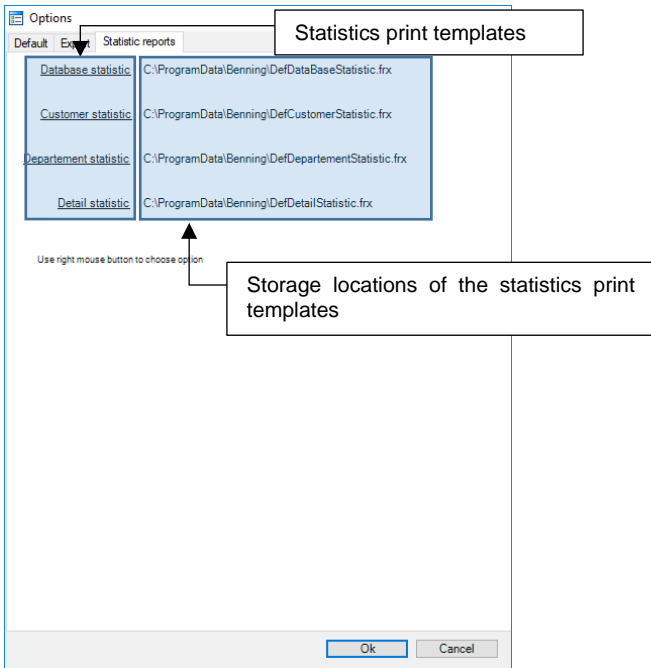 Options
Statistics print templates
Default Export Statistic reports
Database statistic C:\ProgramData\Benning\DefDataBaseStatistic.frx
Customer statistic C:\ProgramData\Benning\DefCustomerStatistic.frx
Departement statistic C:\ProgramData\Benning\DefDepartementStatistic.frx
Detail statistic C:\ProgramData\Benning\DefDetailStatistic.frx
Use right mouse button to choose option
Storage locations of the statistics print
templates
Ok Cancel